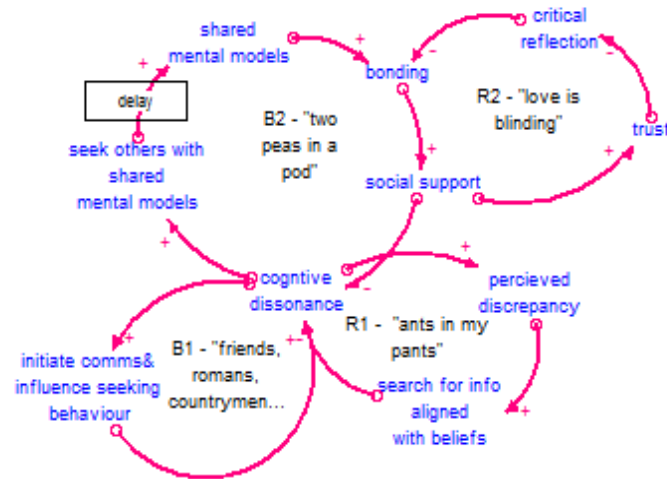 shared
mental models
+
+
delay
seek others with
shared
mental models
+
B2 - "two
peas in a
pod"
bonding
-
critical
reflection
-
R2 - "love is
blinding"
trust
+
+
social support
cogntive
dissonance
-
+
percieved
discrepancy
R1 - "ants in my
pants"
+-
B1 - "friends,
romans,
countrymen...
+
initiate comms&
influence seeking
behaviour
search for info
aligned
with beliefs
+